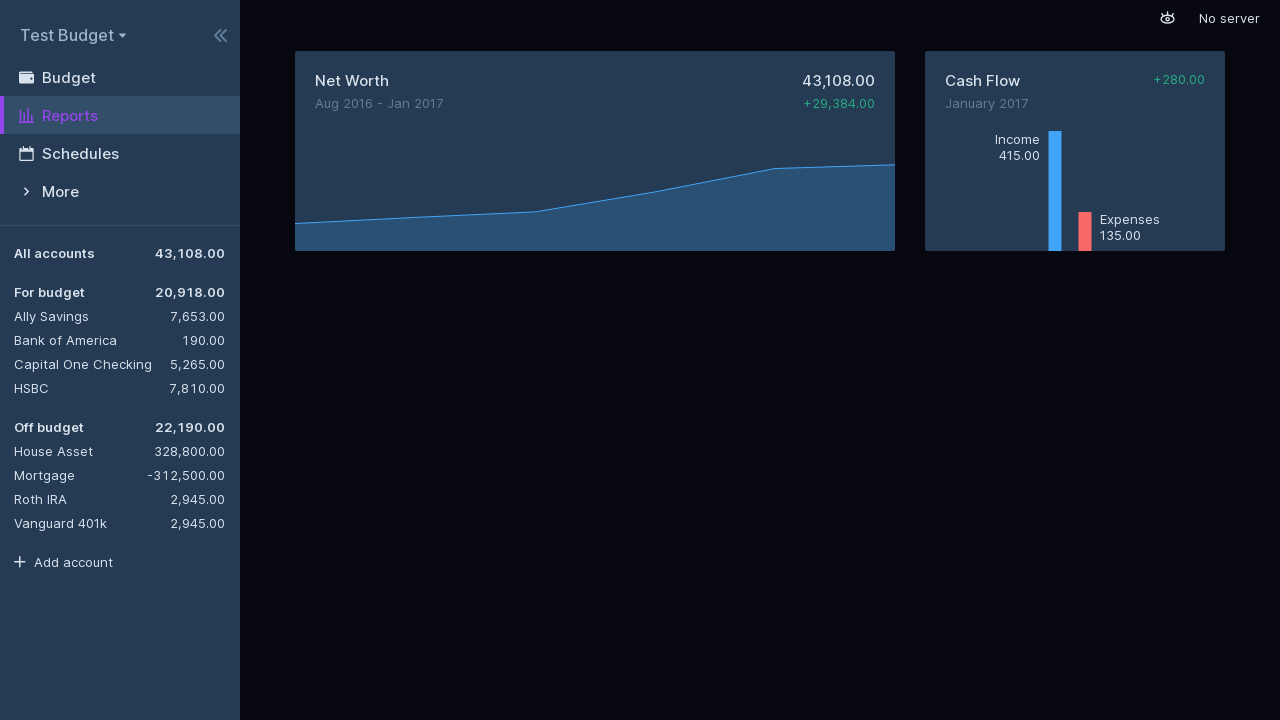 Test Budget
Budget
Reports
Schedules
More
All accounts 43,108.00
For budget 20,918.00
Ally Savings 7,653.00
Bank of America 190.00
Capital One Checking 5,265.00
HSBC 7,810.00
Off budget 22,190.00
House Asset 328,800.00
Mortgage -312,500.00
Roth IRA 2,945.00
Vanguard 401k 2,945.00
Add account
No server
Net Worth 43,108.00
Aug 2016 - Jan 2017 +29,384.00
Cash Flow +280.00
January 2017
Income
415.00
Expenses
135.00